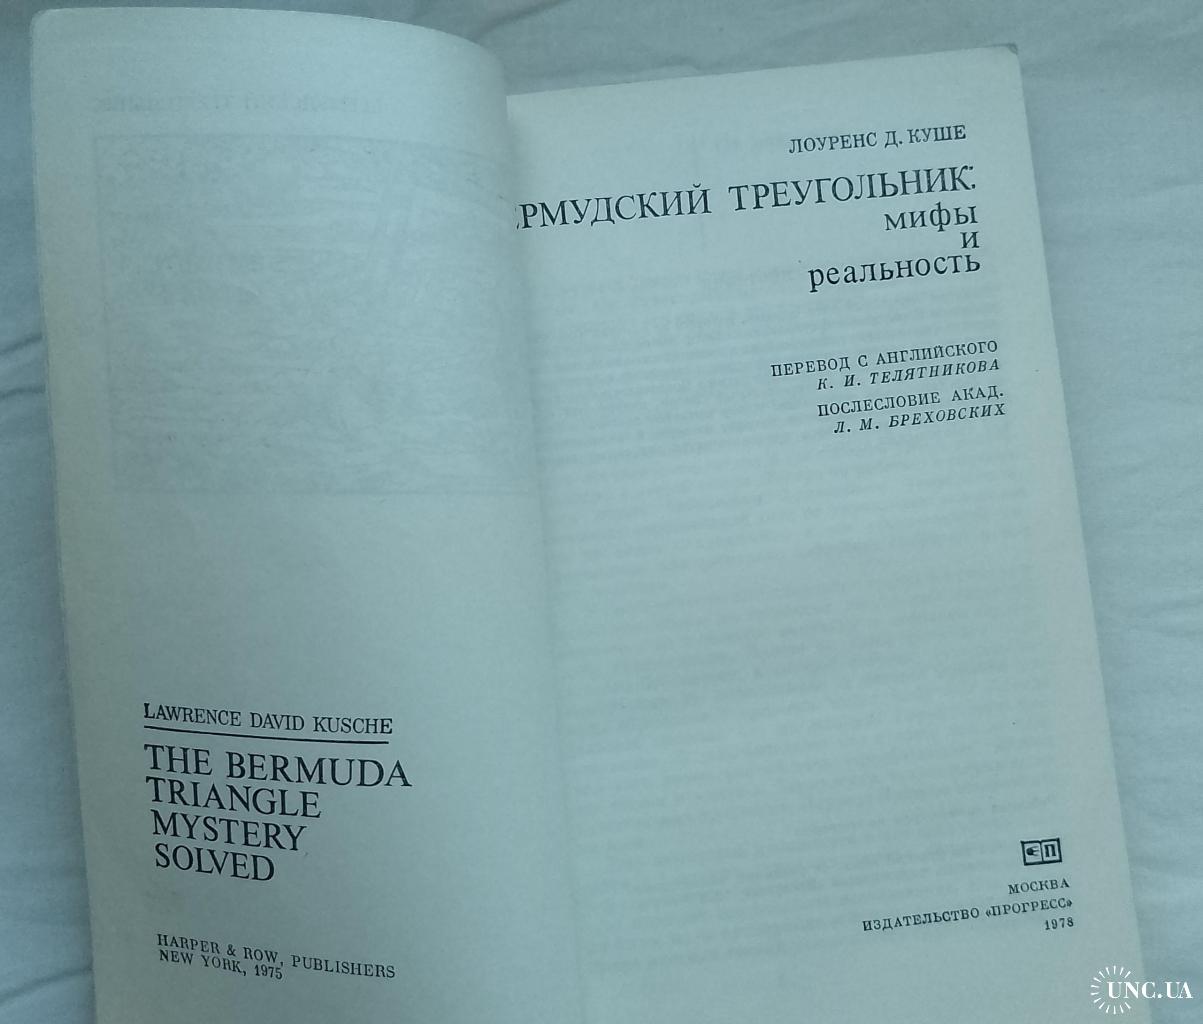 LAWRENCE DAVID KUSCHE
THE BERMUDA
TRIANGLE
MYSTERY
SOLVED
HARPER & ROW, PUBLISHERS
NEW YORK, 1975
ЛОУРЕНС Д. КУШЕ
ЕРМУДСКИЙ ТРЕУГОЛЬНИК:
мифы
и
реальность
ПЕРЕВОД С АНГЛИЙСКОГО
К. И. ТЕЛЯТНИКОВА
ПОСЛЕСЛОВИЕ АКАД.
Л. М. БРЕХОВСКИХ
МОСКВА
ИЗДАТЕЛЬСТВО «ПРОГРЕСС»
1978
UNC.UA